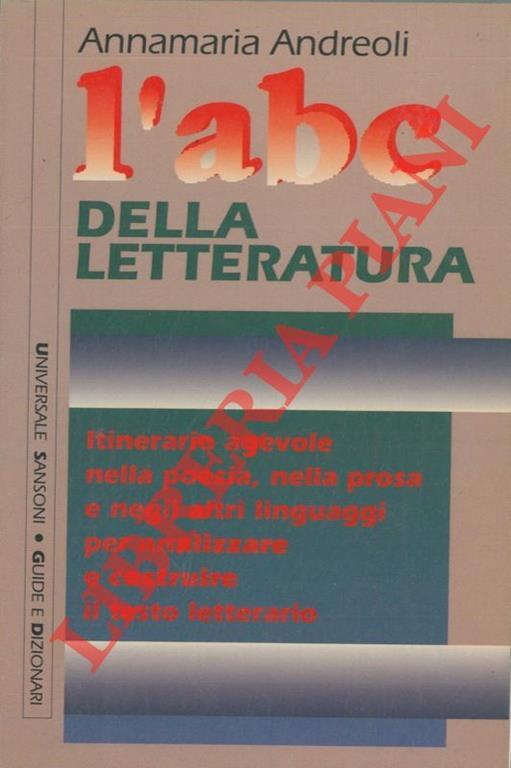 Annamaria Andreoli
l'abc
DELLA
LETTERATURA
Itinerario agevole
nella poesia, nella prosa
e negli altri linguaggi
per analizzare
e costruire
il testo letterario
UNIVERSALE SANSONI • GUIDE E DIZIONARI
LIBRERIA PIANI